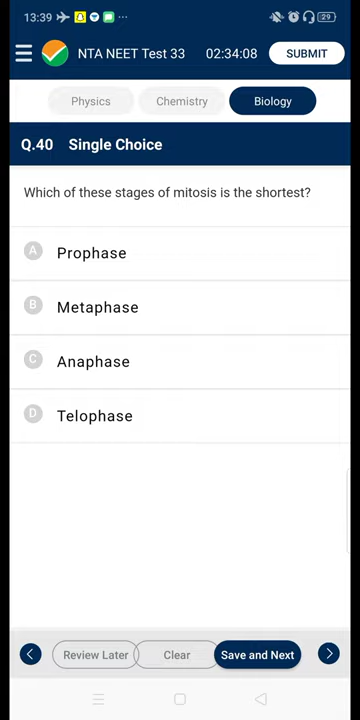 13:39 29
NTA NEET Test 33 02:34:08 SUBMIT
Physics Chemistry Biology
Q.40 Single Choice
Which of these stages of mitosis is the shortest?
A Prophase
B Metaphase
C Anaphase
D Telophase
Review Later Clear Save and Next